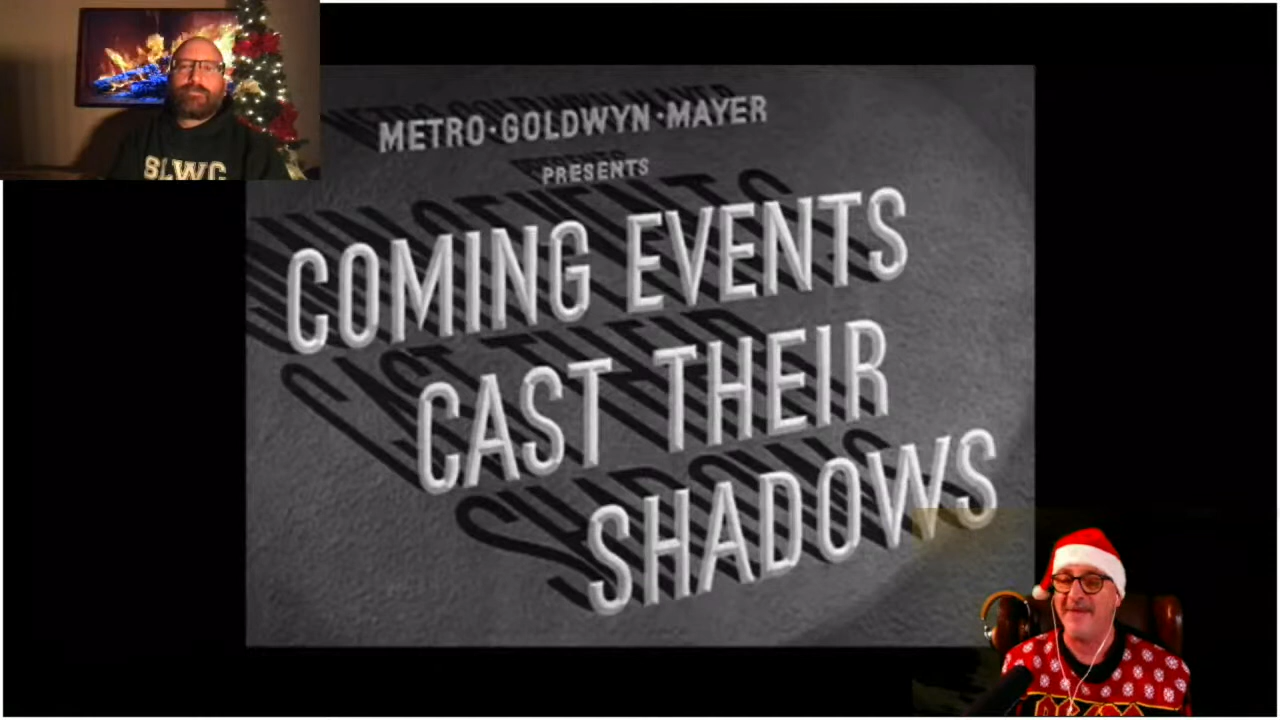 METRO·GOLDWYN·MAYER
PRESENTS
COMING EVENTS
CAST THEIR
SHADOWS
SLWC